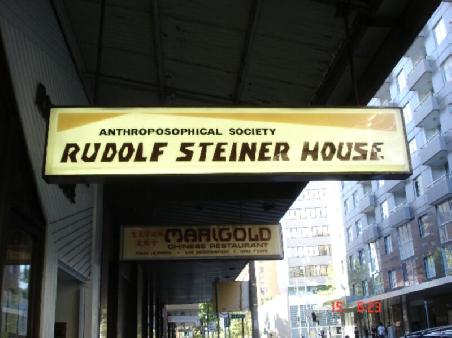 ANTHROPOSOPHICAL SOCIETY
RUDOLF STEINER HOUSE
MARIGOLD
CHINESE RESTAURANT